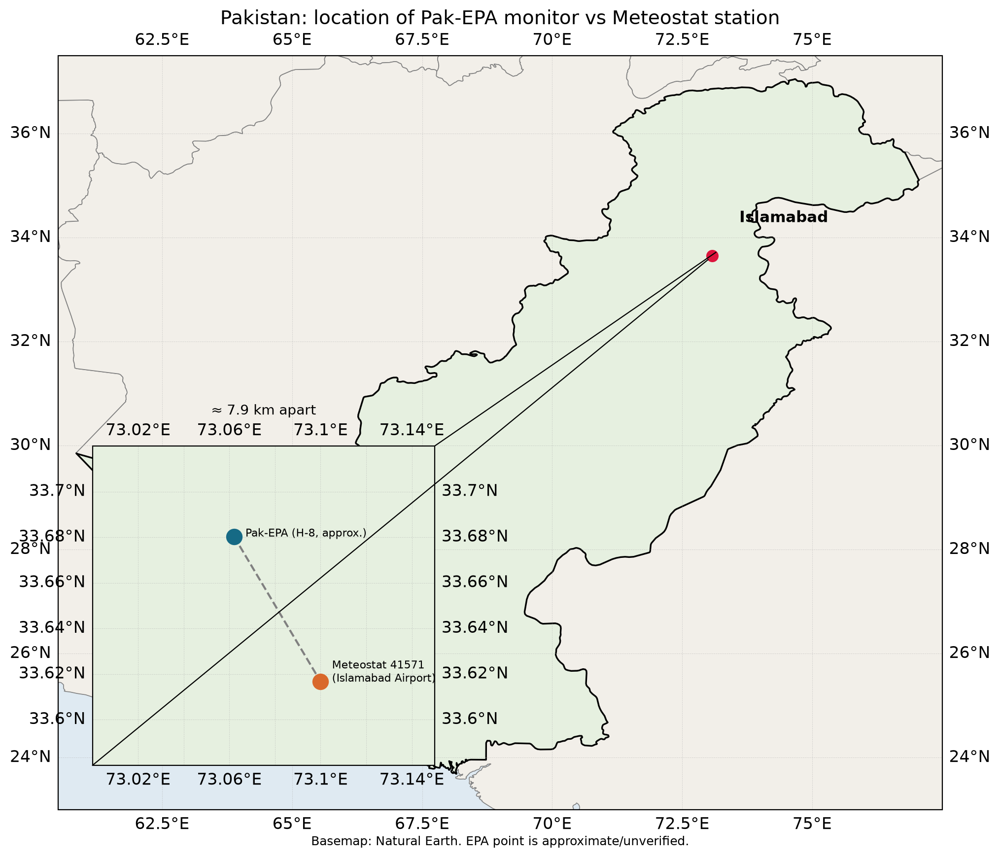 Pakistan: location of Pak-EPA monitor vs Meteostat station
62.5°E 65°E 67.5°E 70°E 72.5°E 75°E
36°N 36°N
Islamabad
34°N 34°N
32°N 32°N
≈ 7.9 km apart
73.02°E 73.06°E 73.1°E 73.14°E
30°N 30°N
33.7°N 33.7°N
Pak-EPA (H-8, approx.)
33.68°N 33.68°N
28°N 28°N
33.66°N 33.66°N
33.64°N 33.64°N
26°N 26°N
Meteostat 41571
33.62°N 33.62°N
(Islamabad Airport)
33.6°N 33.6°N
24°N 24°N
73.02°E 73.06°E 73.1°E 73.14°E
62.5°E 65°E 67.5°E 70°E 72.5°E 75°E
Basemap: Natural Earth. EPA point is approximate/unverified.